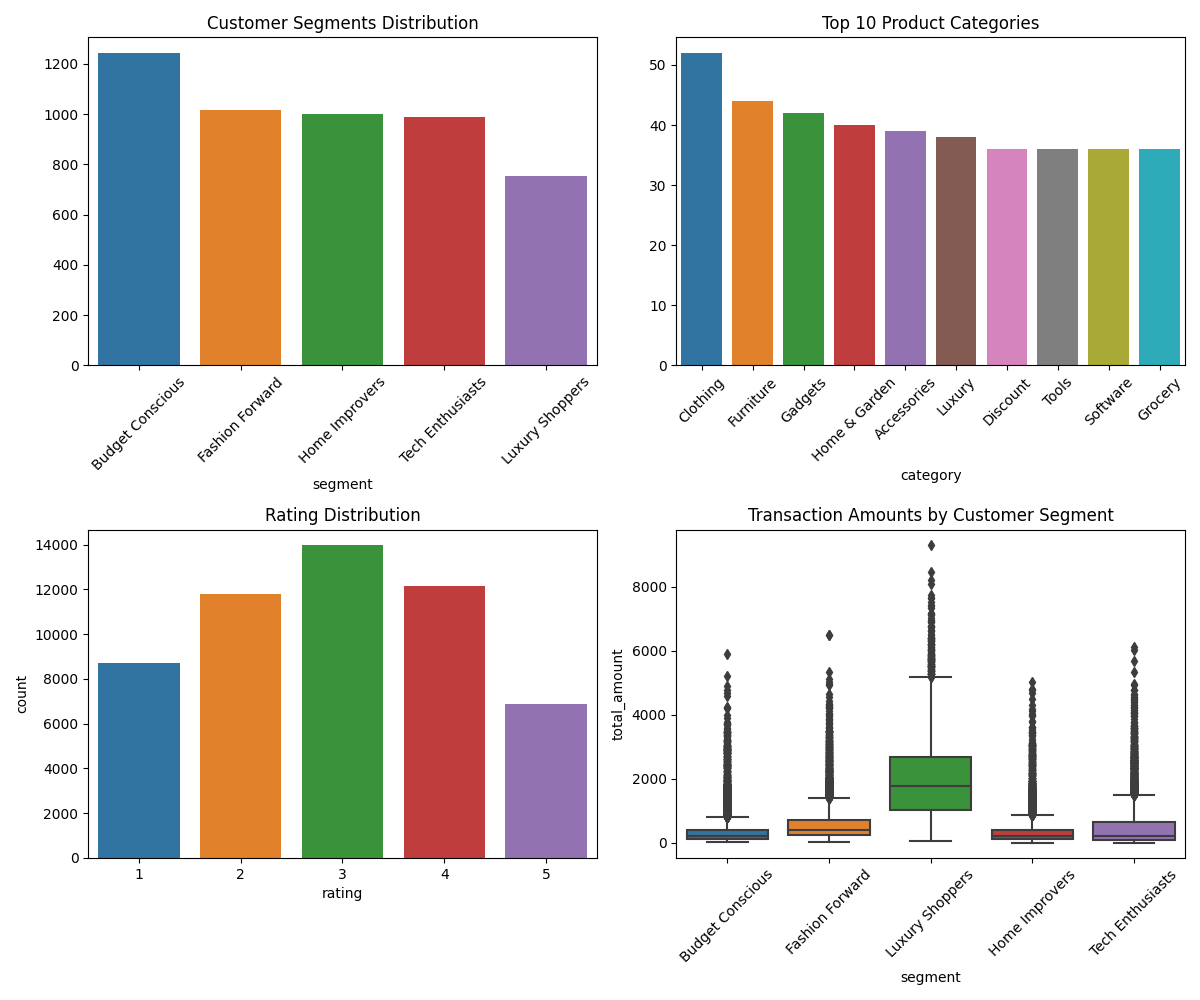 Customer Segments Distribution
1200
1000
800
600
400
200
0
Budget Conscious
Fashion Forward
Home Improvers
Tech Enthusiasts
Luxury Shoppers
segment
Top 10 Product Categories
50
40
30
20
10
0
Clothing
Furniture
Gadgets
Home & Garden
Accessories
Luxury
Discount
Tools
Software
Grocery
category
Rating Distribution
count
14000
12000
10000
8000
6000
4000
2000
0
1
2
3
4
5
rating
Transaction Amounts by Customer Segment
total_amount
8000
6000
4000
2000
0
Budget Conscious
Fashion Forward
Luxury Shoppers
Home Improvers
Tech Enthusiasts
segment